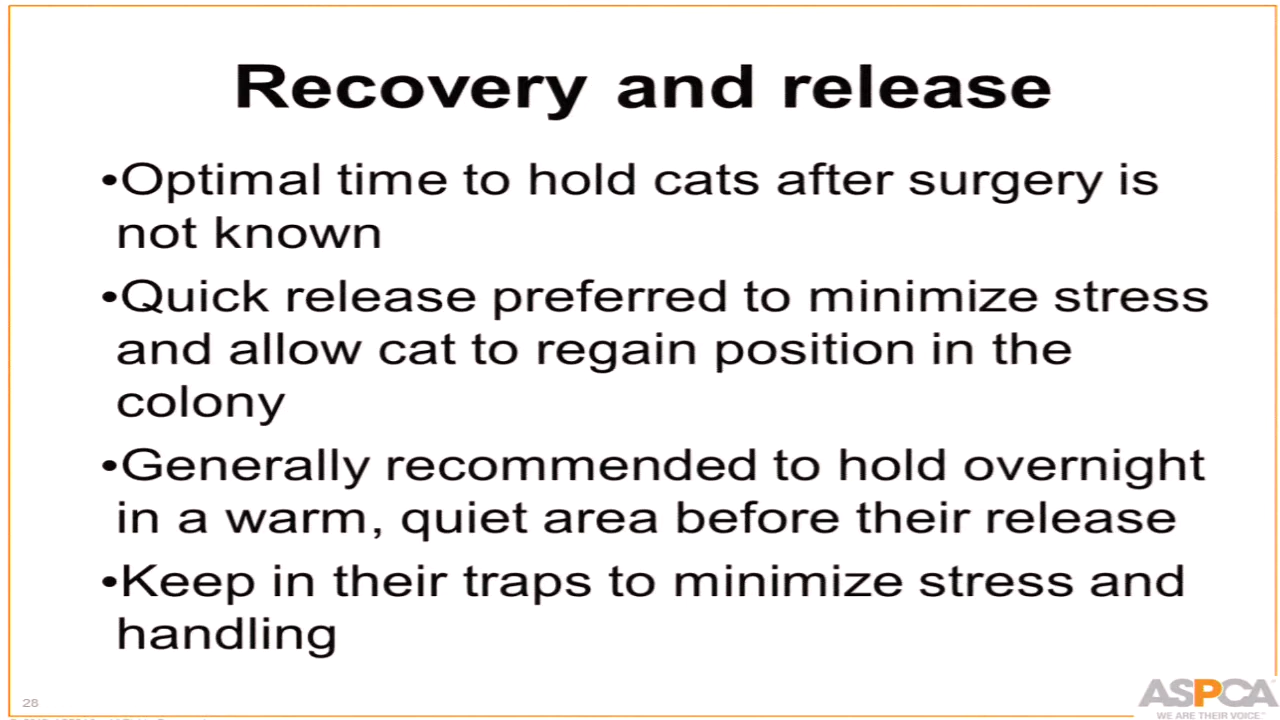 Recovery and release
•Optimal time to hold cats after surgery is
not known
•Quick release preferred to minimize stress
and allow cat to regain position in the
colony
•Generally recommended to hold overnight
in a warm, quiet area before their release
•Keep in their traps to minimize stress and
handling
28
ASPCA
WE ARE THEIR VOICE.